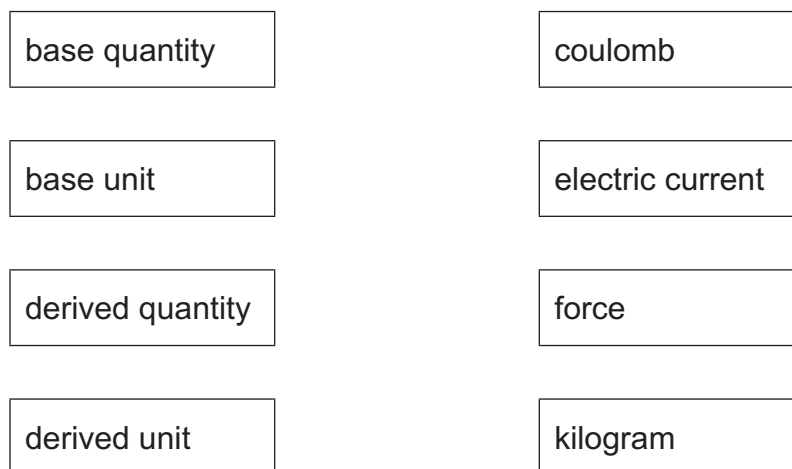 base quantity
coulomb
base unit
electric current
derived quantity
force
derived unit
kilogram